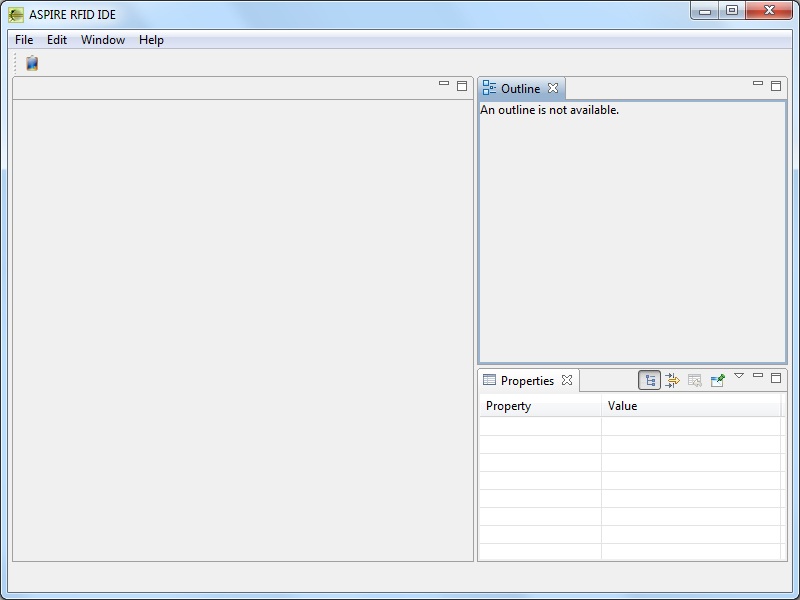 ASPIRE RFID IDE
File Edit Window Help
Outline
An outline is not available.
Properties
Property Value